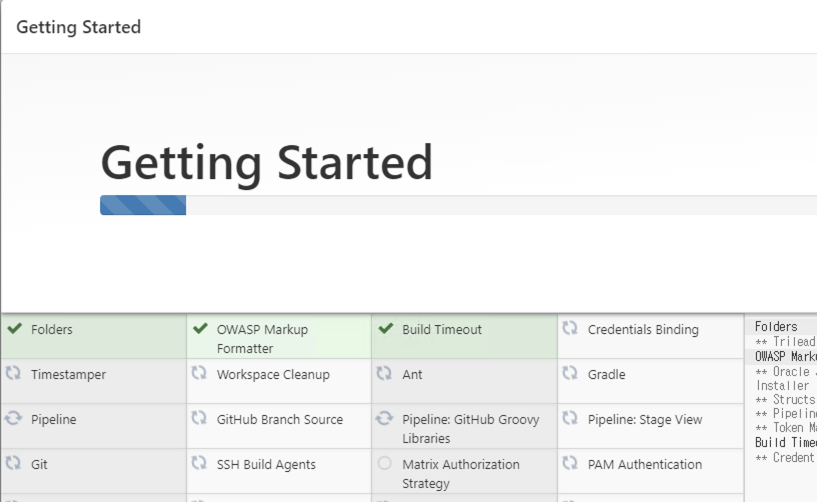 Getting Started
Getting Started
Folders
OWASP Markup
Formatter
Build Timeout
Credentials Binding
Timestamper
Workspace Cleanup
Ant
Gradle
Pipeline
GitHub Branch Source
Pipeline: GitHub Groovy
Libraries
Pipeline: Stage View
Git
SSH Build Agents
Matrix Authorization
Strategy
PAM Authentication
Folders
** Trilead
OWASP Marku
** Oracle
Installer
** Structs
** Pipeline
** Token Ma
Build Timeo
** Credent